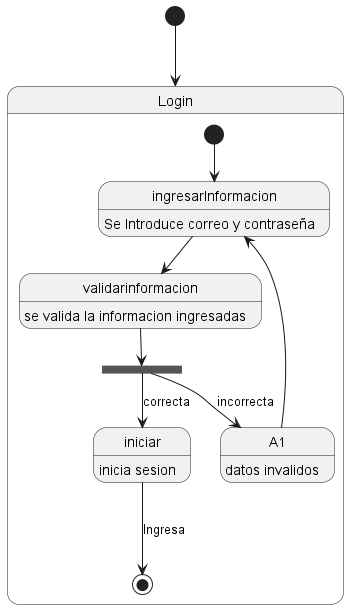 Login
ingresarInformacion
Se Introduce correo y contraseña
validarinformacion
se valida la informacion ingresadas
correcta
incorrecta
iniciar
inicia sesion
A1
datos invalidos
Ingresa